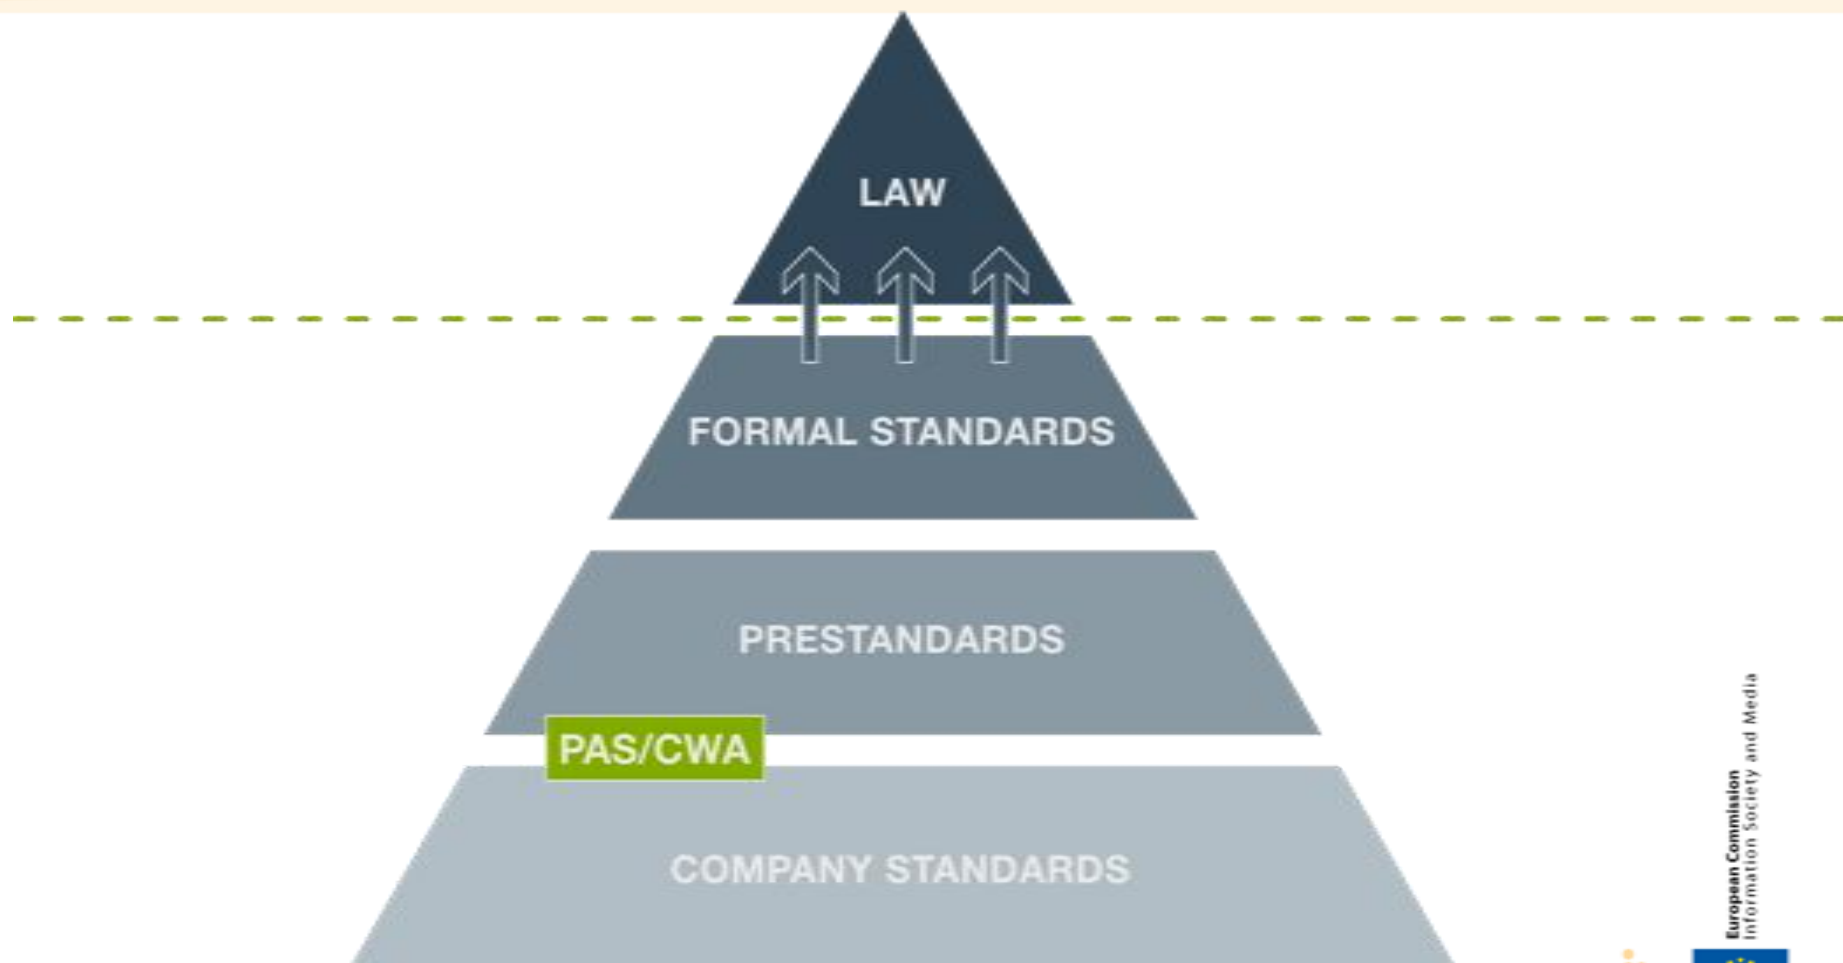 LAW
FORMAL STANDARDS
PRESTANDARDS
PAS/CWA
COMPANY STANDARDS
European Commission
Information Society and Media